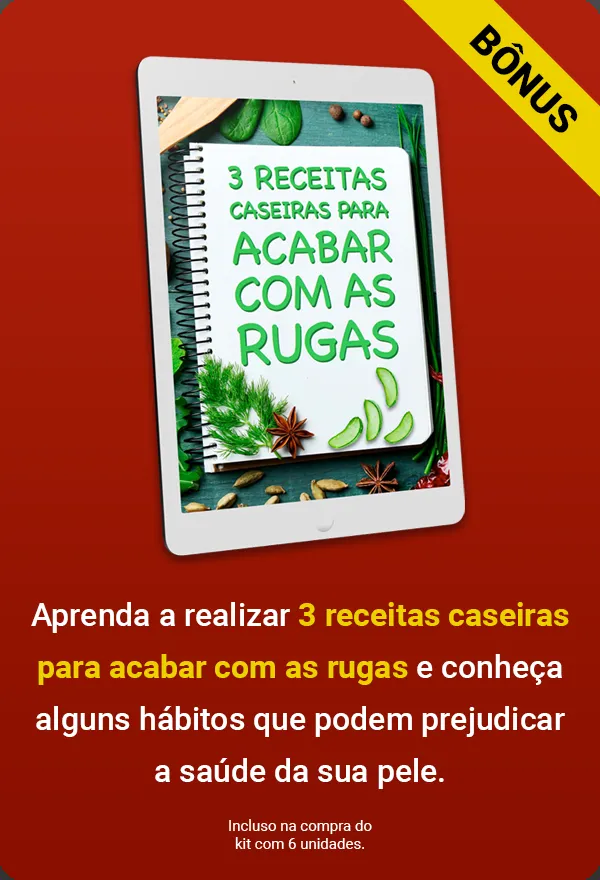 BÔNUS
3 RECEITAS
CASEIRAS PARA
ACABAR
COM AS
RUGAS
Aprenda a realizar 3 receitas caseiras
para acabar com as rugas e conheça
alguns hábitos que podem prejudicar
a saúde da sua pele.
Incluso na compra do
kit com 6 unidades.